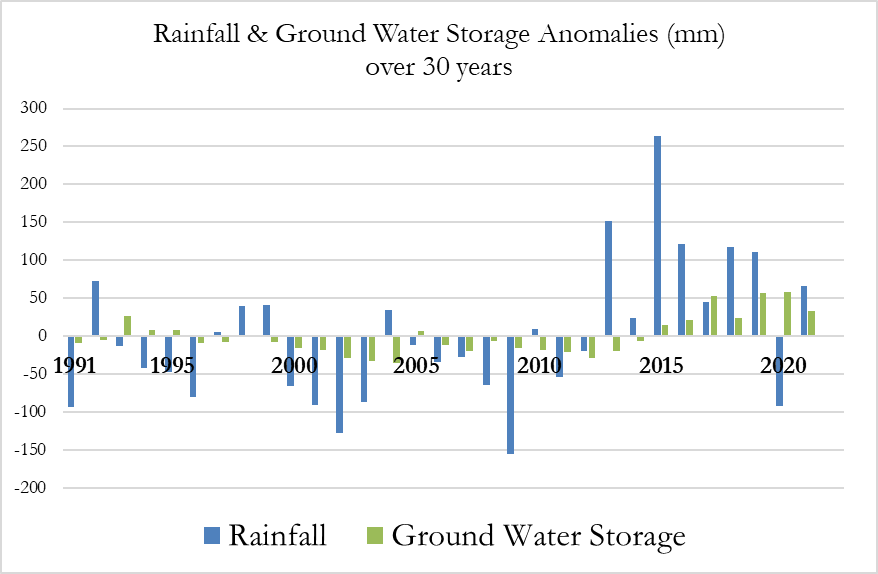 Rainfall & Ground Water Storage Anomalies (mm)
over 30 years
300
250
200
150
100
50
0
1991 1995 2000 2005 2010 2015 2020
-50
-100
-150
-200
Rainfall Ground Water Storage